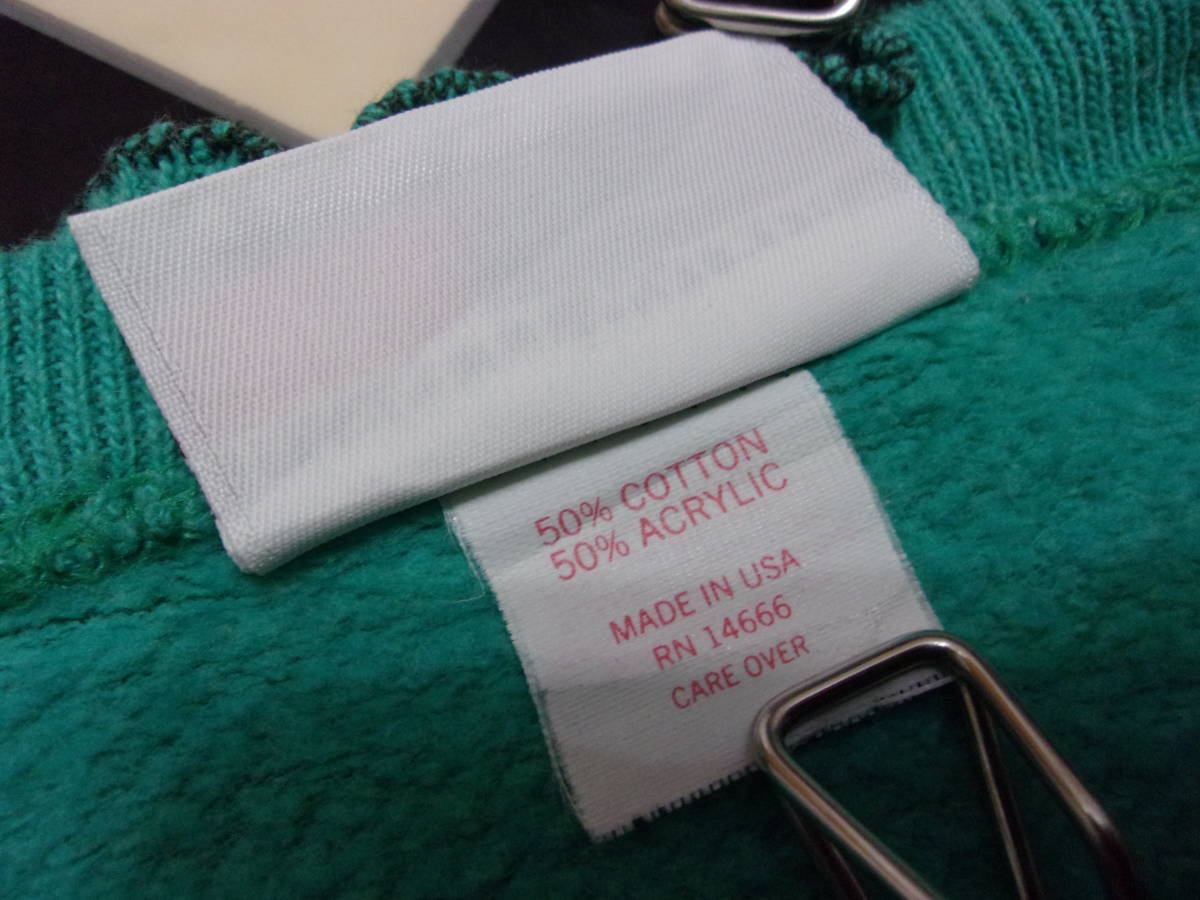 50% COTTON
50% ACRYLIC
MADE IN USA
RN 14666
CARE OVER